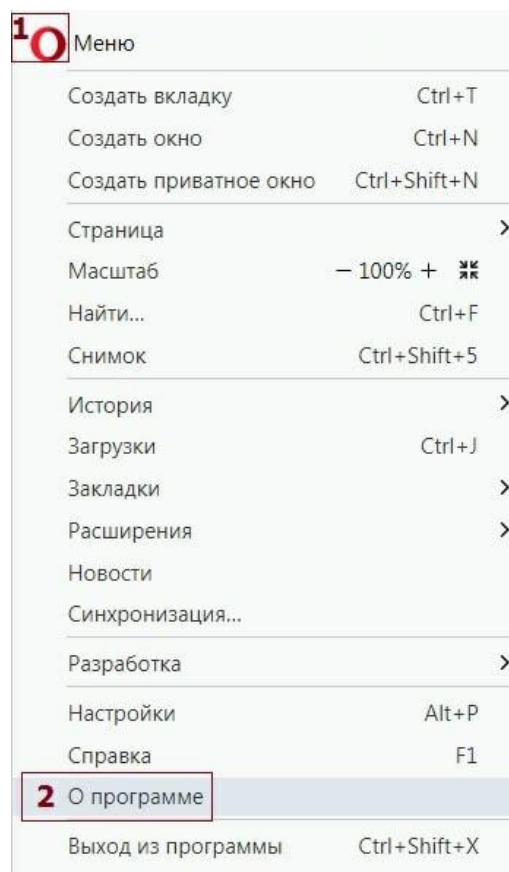 1 O Меню
Создать вкладку Ctrl+T
Создать окно Ctrl+N
Создать приватное окно Ctrl+Shift+N
Страница >
Масштаб − 100% +
Найти... Ctrl+F
Снимок Ctrl+Shift+5
История >
Загрузки Ctrl+J
Закладки >
Расширения >
Новости
Синхронизация...
Разработка >
Настройки Alt+P
Справка F1
2 О программе
Выход из программы Ctrl+Shift+X